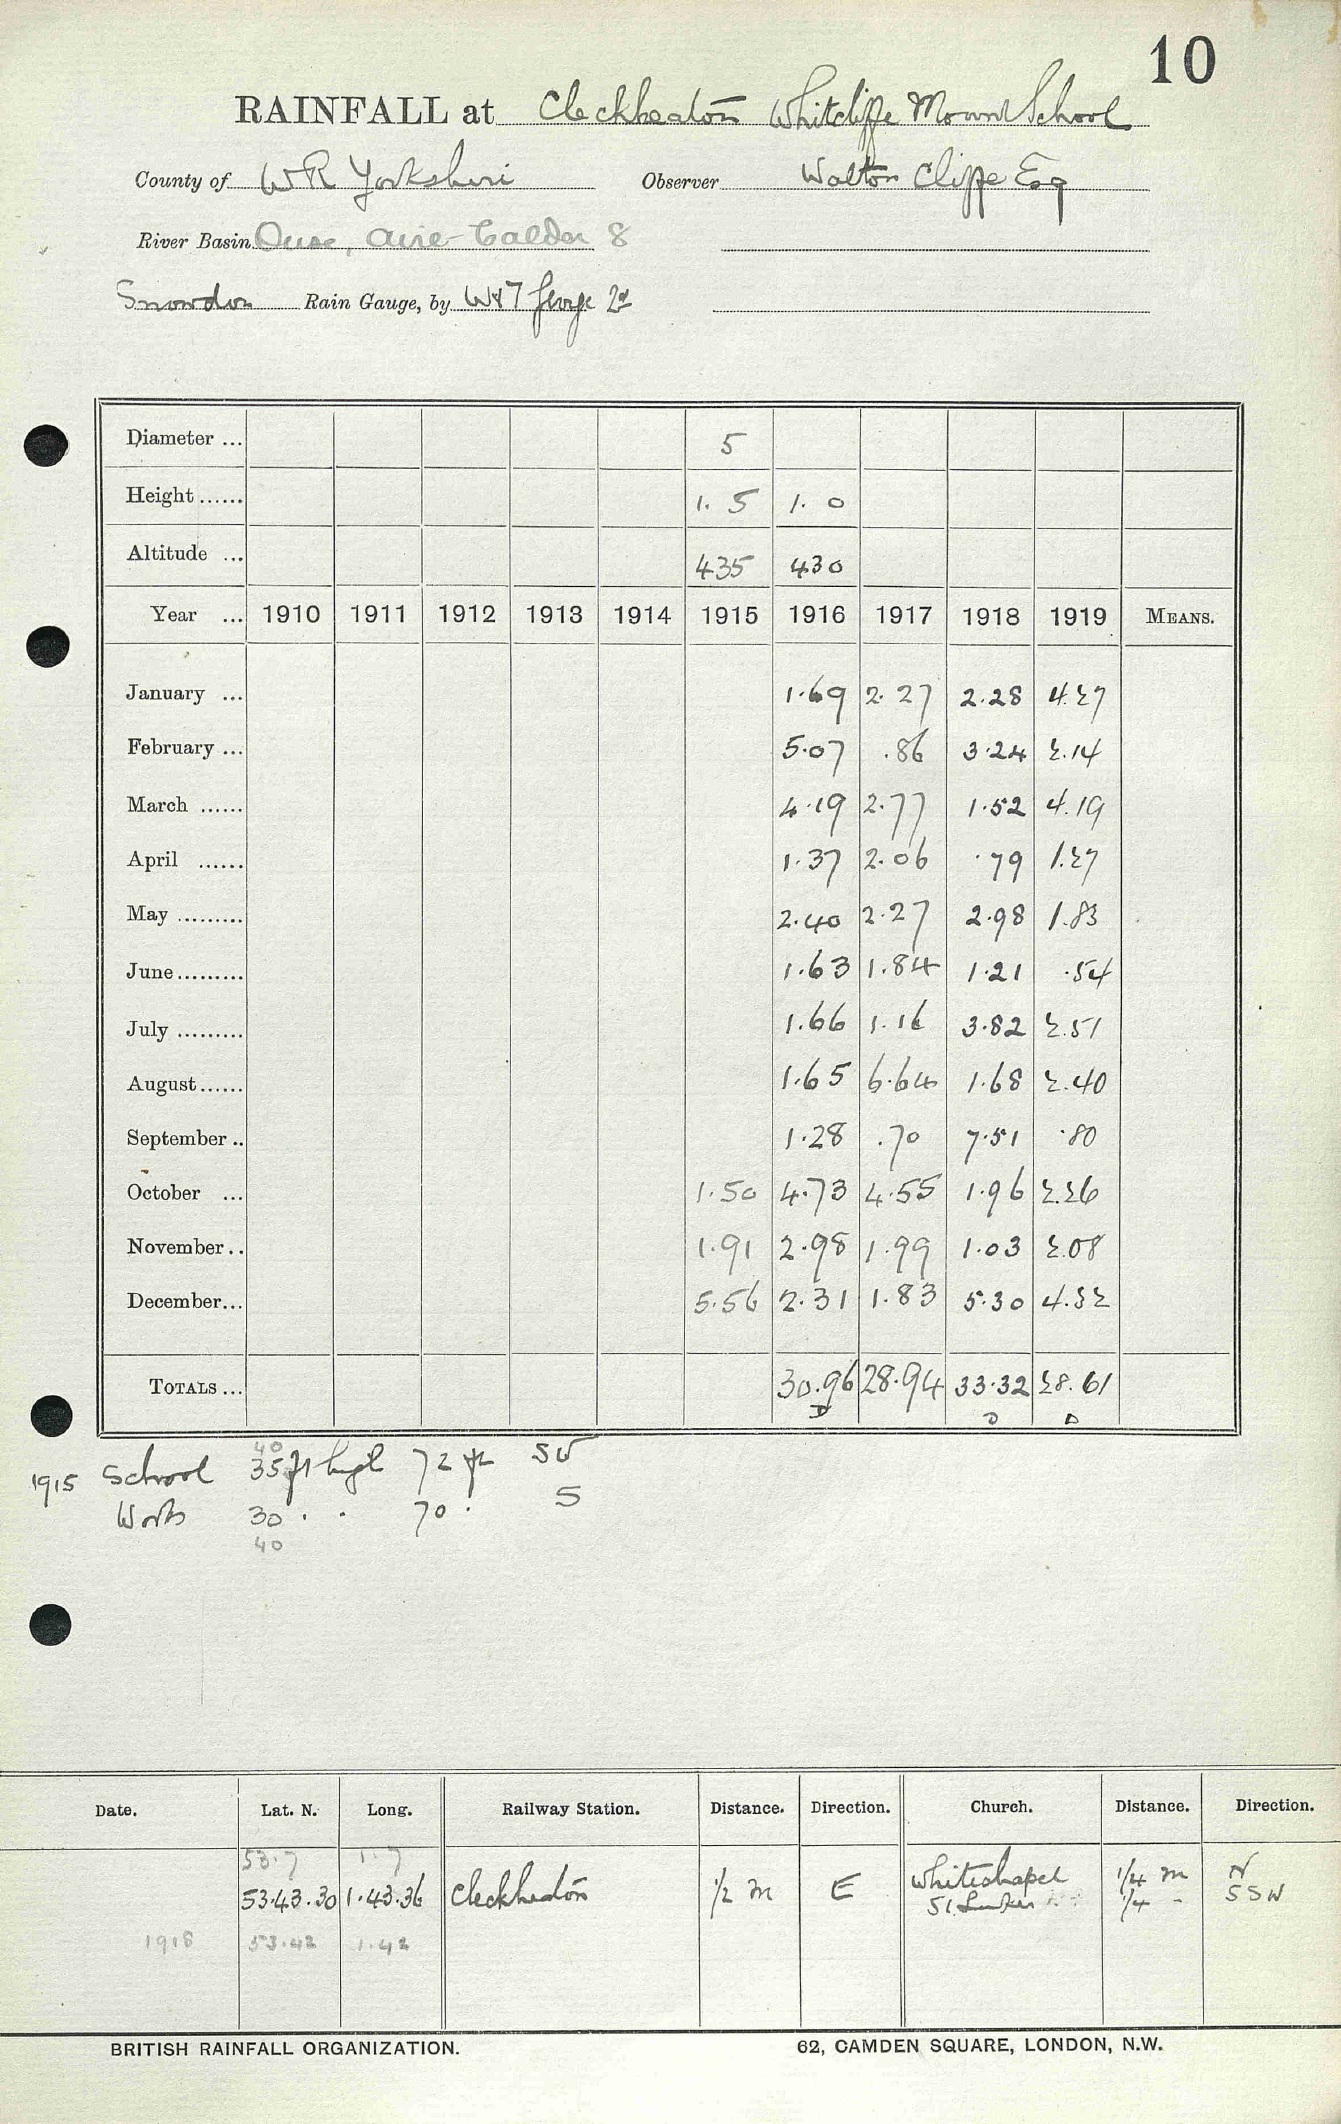 10
RAINFALL at Cleckheaton Whitcliffe Mount School
County of W R Yorkshire Observer Walton Cliffe Esq
River Basin Ouse, Aire-Calder 8
Snowdon Rain Gauge, by W&T George
Diameter ... 5
Height ...... 1.5 1.0
Altitude ... 435 430
Year ... 1910 1911 1912 1913 1914 1915 1916 1917 1918 1919 MEANS.
January ... 1.69 2.27 2.28 4.27
February ... 5.07 .86 3.24 2.14
March ...... 4.19 2.77 1.52 4.19
April ...... 1.37 2.06 .79 1.27
May ......... 2.40 2.27 2.98 1.83
June ......... 1.63 1.84 1.21 .54
July ......... 1.66 1.16 3.82 2.51
August ...... 1.65 6.64 1.68 2.40
September .. 1.28 .70 7.51 .80
October ... 1.50 4.73 4.55 1.96 2.26
November .. 1.91 2.98 1.99 1.03 2.08
December ... 5.56 2.31 1.83 5.30 4.32
TOTALS ... 30.96 28.94 33.32 28.61
D D D
40
1915 School 35 ft high 72 ft SW
Works 30 " " 70 " S
40
Date. Lat. N. Long. Railway Station. Distance. Direction. Church. Distance. Direction.
53.7 1.7
53.43.30 1.43.36 Cleckheaton 1/2 m E Whitechapel 1/4 m N
St. Lukes 1/4 " SSW
1918 53.42 1.42
BRITISH RAINFALL ORGANIZATION. 62, CAMDEN SQUARE, LONDON, N.W.